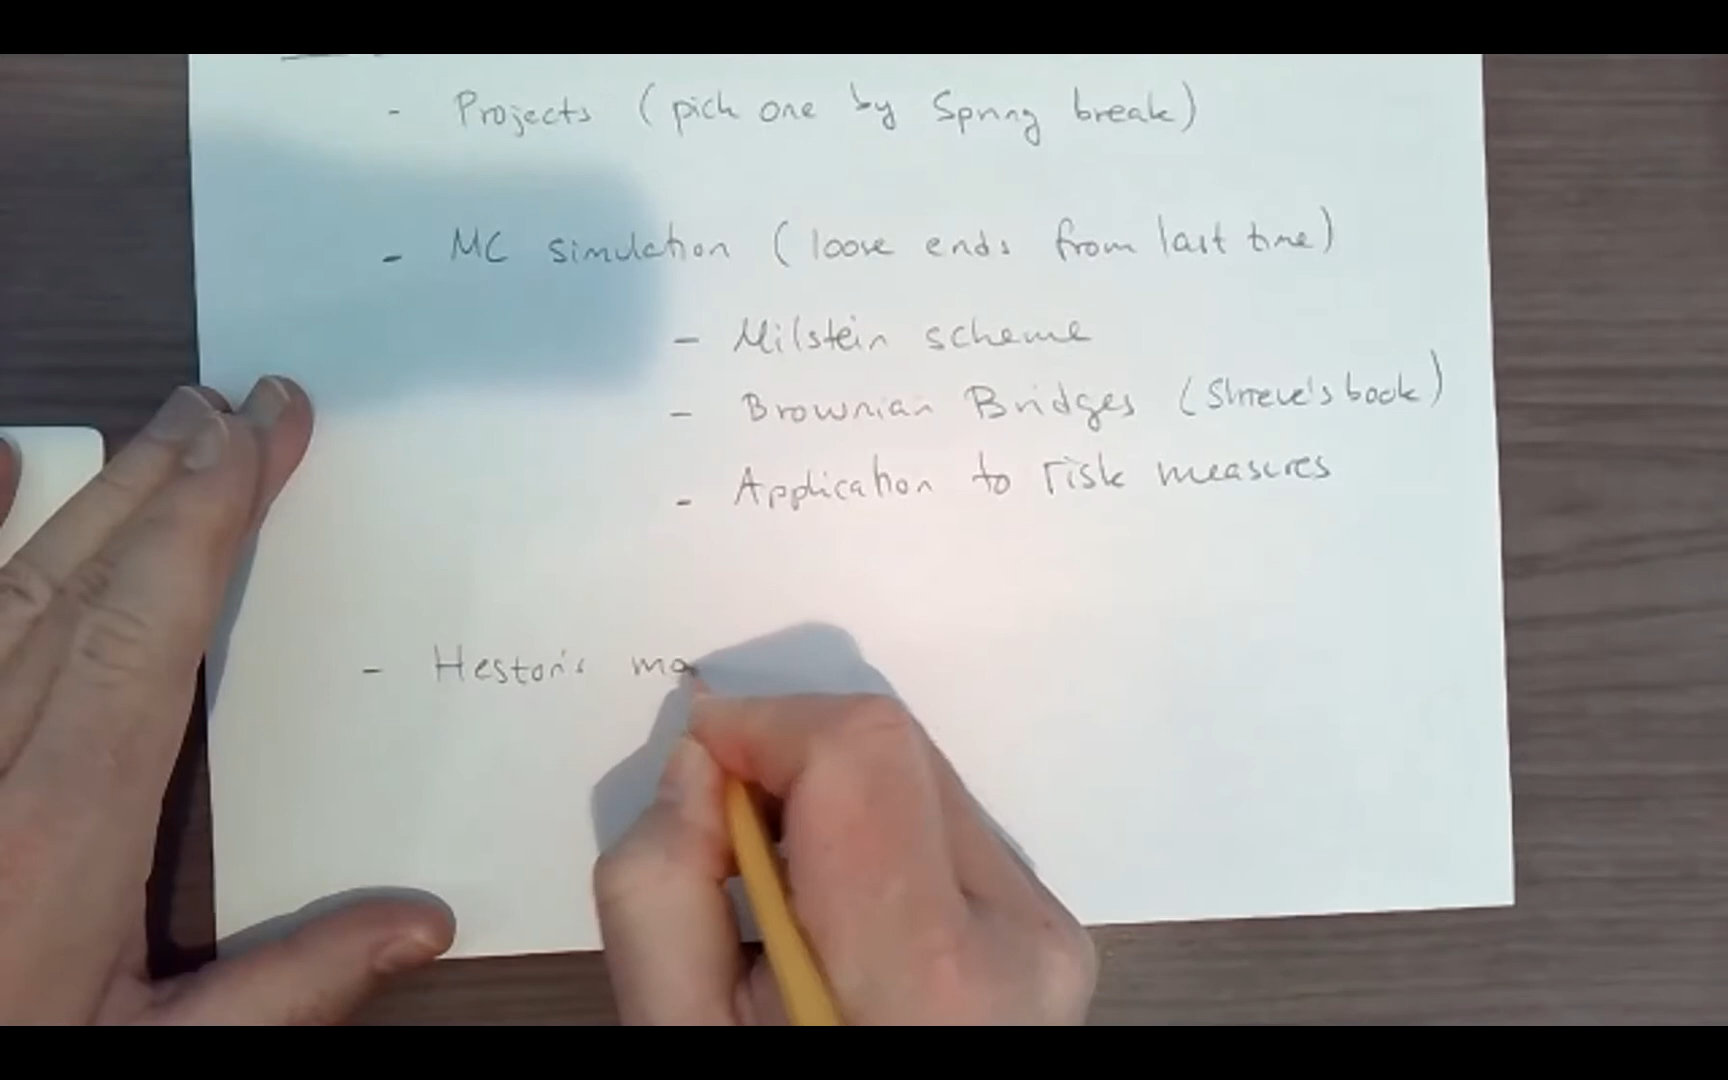 - Projects (pick one by Spring break)
- MC simulation (loose ends from last time)
- Milstein scheme
- Brownian Bridges (Shreve's book)
- Application to risk measures
- Heston's mo